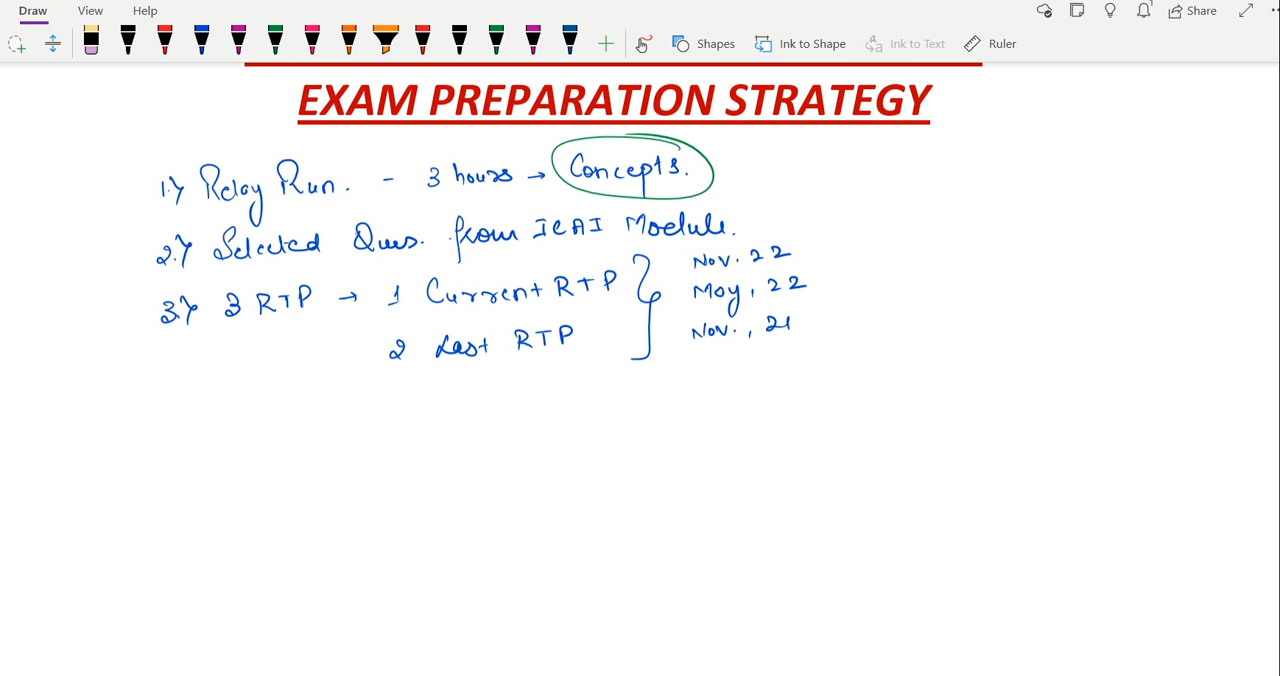 Draw View Help Share
Shapes Ink to Shape Ink to Text Ruler
EXAM PREPARATION STRATEGY
1.) Relay Run. - 3 hours → Concepts.
2.) Selected Ques. from ICAI Module.
3.) 3 RTP → 1 Current RTP
2 Last RTP
Nov. 22
May, 22
Nov., 21